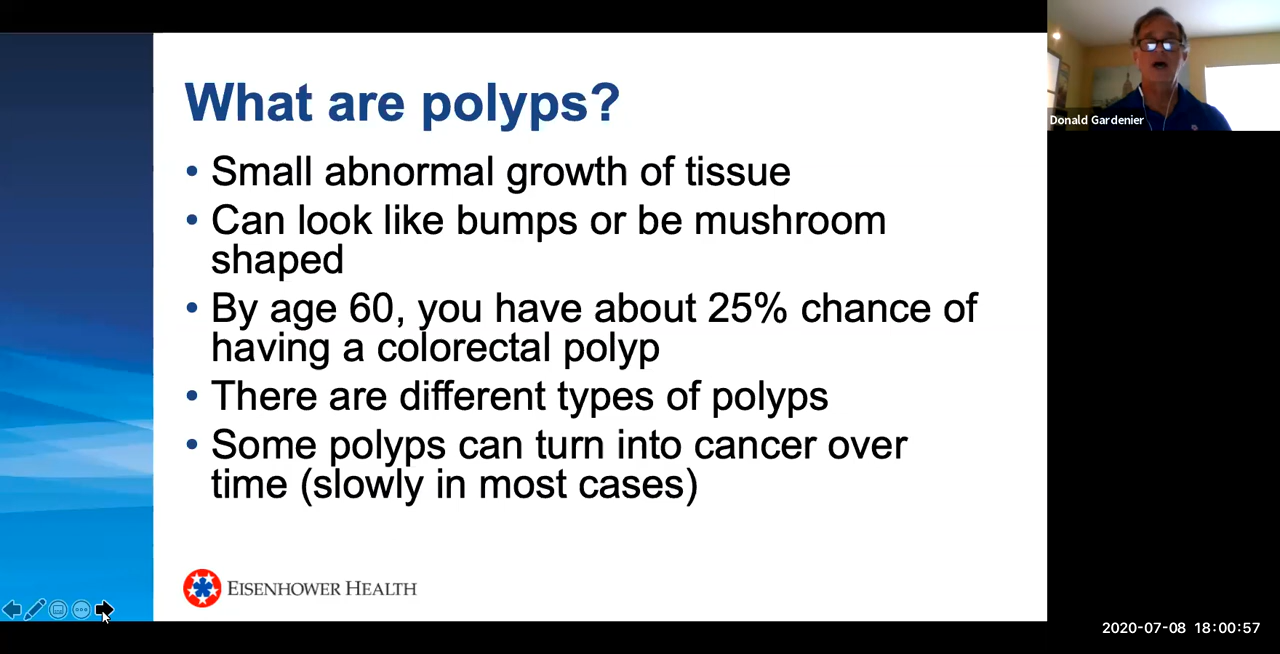 What are polyps?
• Small abnormal growth of tissue
• Can look like bumps or be mushroom
shaped
• By age 60, you have about 25% chance of
having a colorectal polyp
• There are different types of polyps
• Some polyps can turn into cancer over
time (slowly in most cases)
EISENHOWER HEALTH
Donald Gardenier
2020-07-08 18:00:57